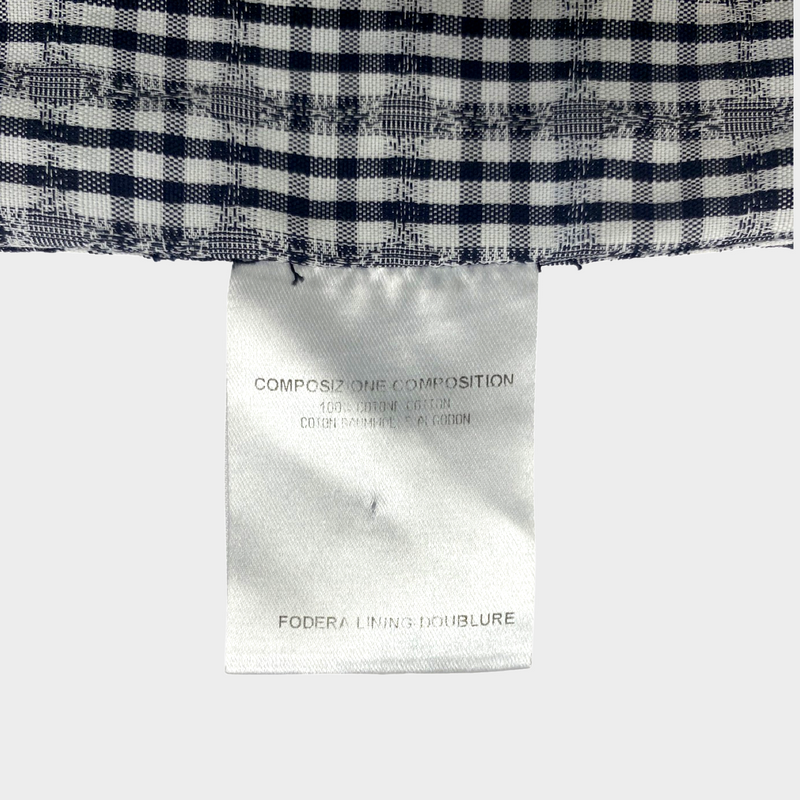 COMPOSIZIONE COMPOSITION
100% COTONE COTTON
COTON BAUMWOLLE ALGODON
FODERA LINING DOUBLURE